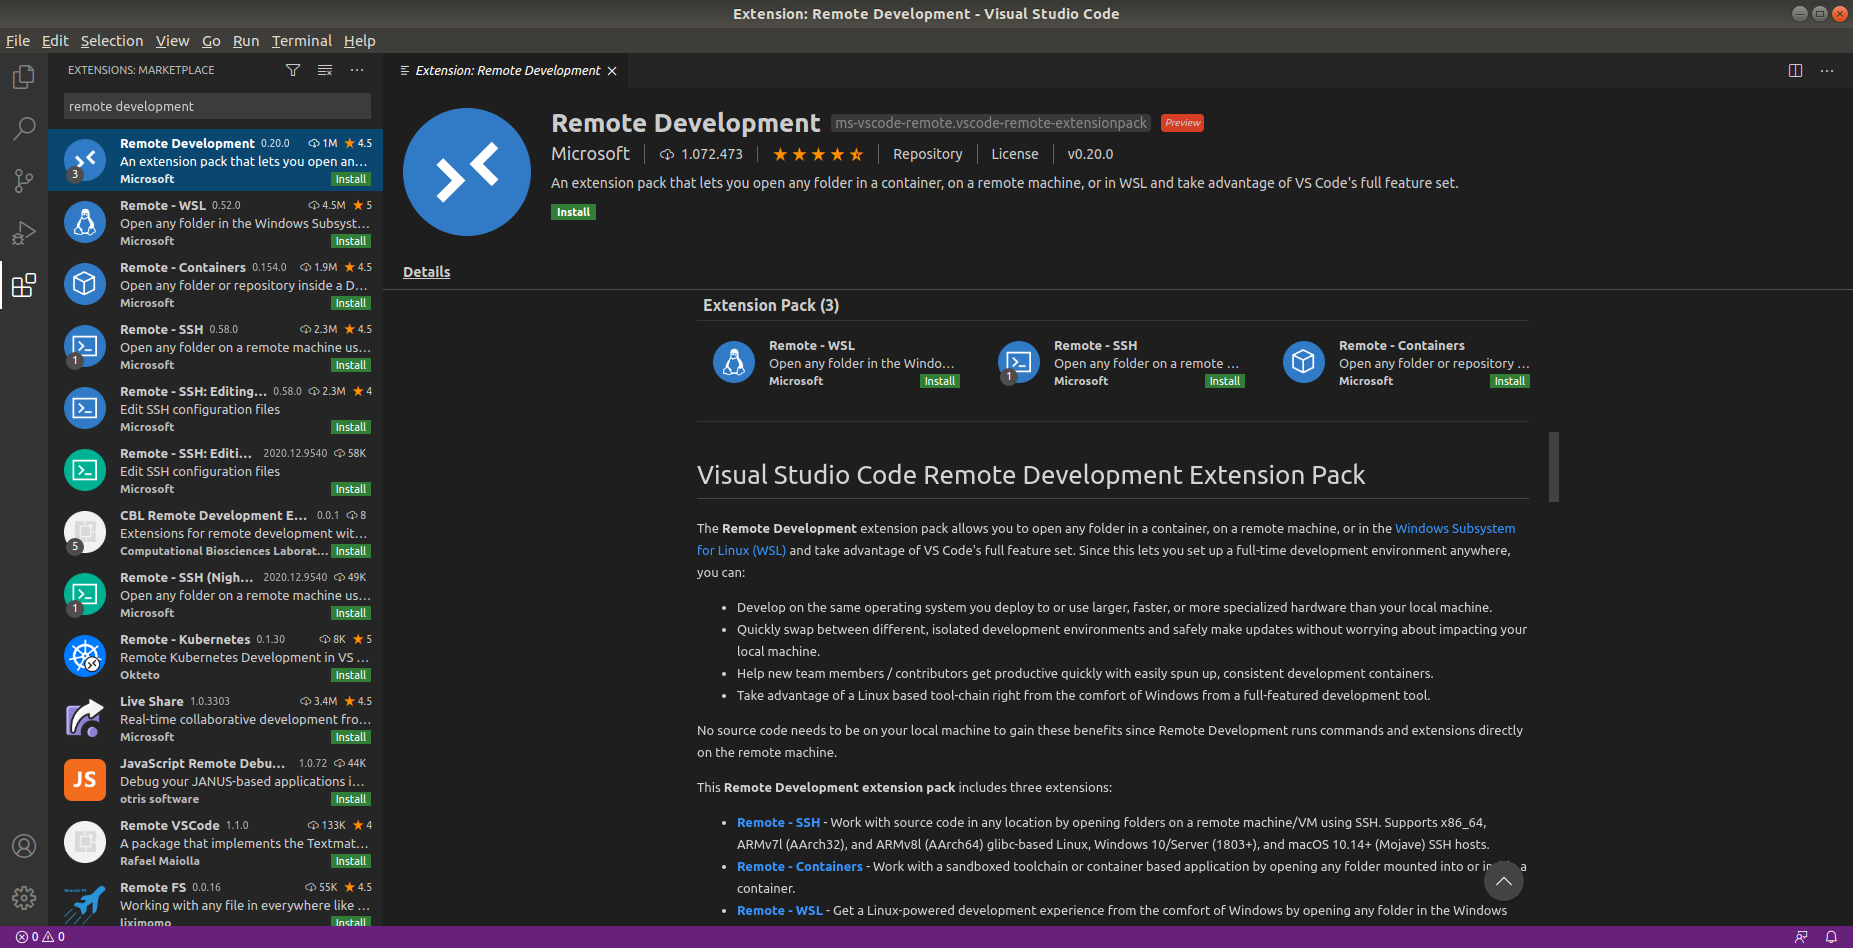 Extension: Remote Development - Visual Studio Code
File Edit Selection View Go Run Terminal Help
EXTENSIONS: MARKETPLACE
remote development
Remote Development 0.20.0 1M 4.5
An extension pack that lets you open an...
3
Microsoft Install
Remote - WSL 0.52.0 4.5M 5
Open any folder in the Windows Subsyst...
Microsoft Install
Remote - Containers 0.154.0 1.9M 4.5
Open any folder or repository inside a D...
Microsoft Install
Remote - SSH 0.58.0 2.3M 4.5
Open any folder on a remote machine us...
1
Microsoft Install
Remote - SSH: Editing... 0.58.0 2.3M 4
Edit SSH configuration files
Microsoft Install
Remote - SSH: Editi... 2020.12.9540 58K
Edit SSH configuration files
Microsoft Install
CBL Remote Development E... 0.0.1 8
Extensions for remote development wit...
5
Computational Biosciences Laborat... Install
Remote - SSH (Nigh... 2020.12.9540 49K
Open any folder on a remote machine us...
1
Microsoft Install
Remote - Kubernetes 0.1.30 8K 5
Remote Kubernetes Development in VS ...
Okteto Install
Live Share 1.0.3303 3.4M 4.5
Real-time collaborative development fro...
Microsoft Install
JS
JavaScript Remote Debu... 1.0.72 44K
Debug your JANUS-based applications i...
otris software Install
Remote VSCode 1.1.0 133K 4
A package that implements the Textmat...
Rafael Maiolla Install
Remote FS 0.0.16 55K 4.5
Working with any file in everywhere like ...
liximomo Install
Extension: Remote Development
Remote Development ms-vscode-remote.vscode-remote-extensionpack Preview
Microsoft 1.072.473 Repository License v0.20.0
An extension pack that lets you open any folder in a container, on a remote machine, or in WSL and take advantage of VS Code's full feature set.
Install
Details
Extension Pack (3)
Remote - WSL
Open any folder in the Windo...
Microsoft Install
Remote - SSH
Open any folder on a remote ...
1
Microsoft Install
Remote - Containers
Open any folder or repository ...
Microsoft Install
Visual Studio Code Remote Development Extension Pack
The Remote Development extension pack allows you to open any folder in a container, on a remote machine, or in the Windows Subsystem
for Linux (WSL) and take advantage of VS Code's full feature set. Since this lets you set up a full-time development environment anywhere,
you can:
• Develop on the same operating system you deploy to or use larger, faster, or more specialized hardware than your local machine.
• Quickly swap between different, isolated development environments and safely make updates without worrying about impacting your
local machine.
• Help new team members / contributors get productive quickly with easily spun up, consistent development containers.
• Take advantage of a Linux based tool-chain right from the comfort of Windows from a full-featured development tool.
No source code needs to be on your local machine to gain these benefits since Remote Development runs commands and extensions directly
on the remote machine.
This Remote Development extension pack includes three extensions:
• Remote - SSH - Work with source code in any location by opening folders on a remote machine/VM using SSH. Supports x86_64,
ARMv7l (AArch32), and ARMv8l (AArch64) glibc-based Linux, Windows 10/Server (1803+), and macOS 10.14+ (Mojave) SSH hosts.
• Remote - Containers - Work with a sandboxed toolchain or container based application by opening any folder mounted into or a
container.
• Remote - WSL - Get a Linux-powered development experience from the comfort of Windows by opening any folder in the Windows
0 0